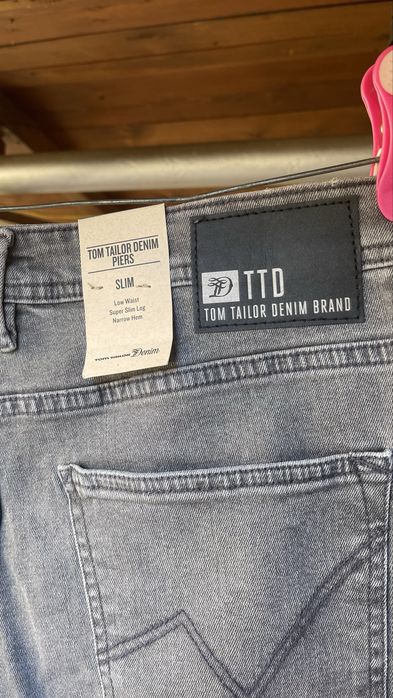 TOM TAILOR DENIM
PIERS
SLIM
Low Waist
Super Slim Leg
Narrow Hem
TOM TAILOR Denim
TTD
TOM TAILOR DENIM BRAND